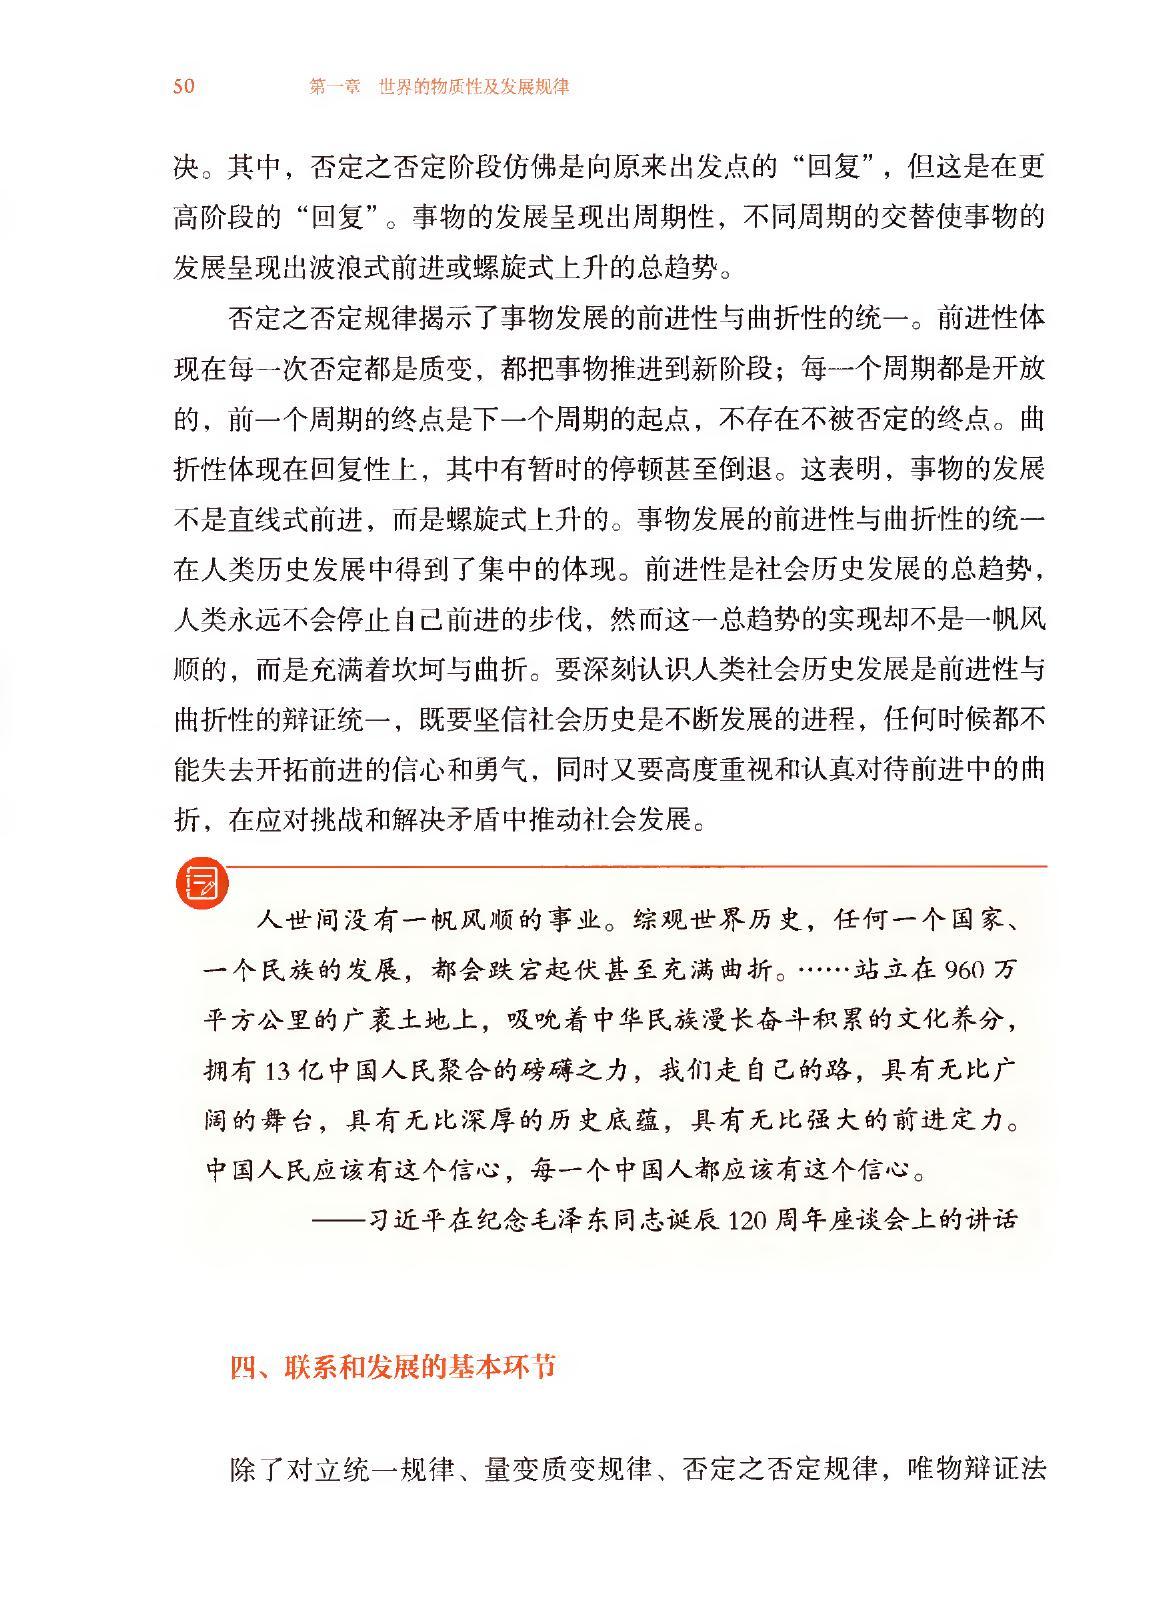 50 第一章 世界的物质性及发展规律
决。其中，否定之否定阶段仿佛是向原来出发点的“回复”，但这是在更
高阶段的“回复”。事物的发展呈现出周期性，不同周期的交替使事物的
发展呈现出波浪式前进或螺旋式上升的总趋势。
否定之否定规律揭示了事物发展的前进性与曲折性的统一。前进性体
现在每一次否定都是质变，都把事物推进到新阶段；每一个周期都是开放
的，前一个周期的终点是下一个周期的起点，不存在不被否定的终点。曲
折性体现在回复性上，其中有暂时的停顿甚至倒退。这表明，事物的发展
不是直线式前进，而是螺旋式上升的。事物发展的前进性与曲折性的统一
在人类历史发展中得到了集中的体现。前进性是社会历史发展的总趋势，
人类永远不会停止自己前进的步伐，然而这一总趋势的实现却不是一帆风
顺的，而是充满着坎坷与曲折。要深刻认识人类社会历史发展是前进性与
曲折性的辩证统一，既要坚信社会历史是不断发展的进程，任何时候都不
能失去开拓前进的信心和勇气，同时又要高度重视和认真对待前进中的曲
折，在应对挑战和解决矛盾中推动社会发展。
人世间没有一帆风顺的事业。综观世界历史，任何一个国家、
一个民族的发展，都会跌宕起伏甚至充满曲折。……站立在 960 万
平方公里的广袤土地上，吸吮着中华民族漫长奋斗积累的文化养分，
拥有 13 亿中国人民聚合的磅礴之力，我们走自己的路，具有无比广
阔的舞台，具有无比深厚的历史底蕴，具有无比强大的前进定力。
中国人民应该有这个信心，每一个中国人都应该有这个信心。
——习近平在纪念毛泽东同志诞辰 120 周年座谈会上的讲话
四、联系和发展的基本环节
除了对立统一规律、量变质变规律、否定之否定规律，唯物辩证法